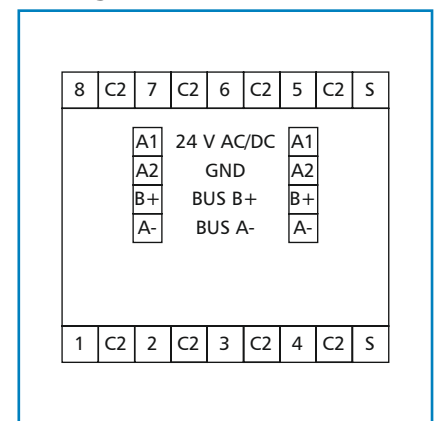 8 C2 7 C2 6 C2 5 C2 S
A1 24 V AC/DC A1
A2 GND A2
B+ BUS B+ B+
A- BUS A- A-
1 C2 2 C2 3 C2 4 C2 S